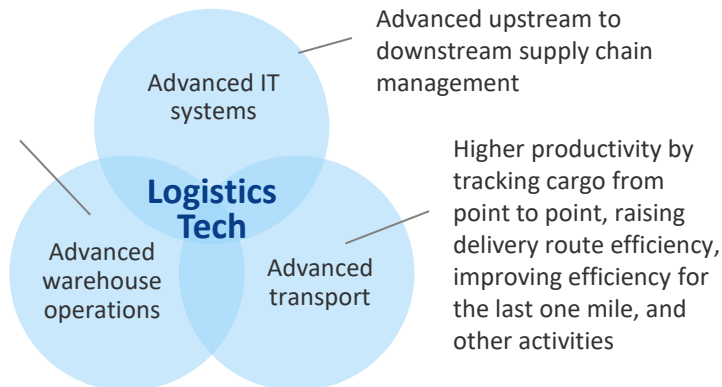 Advanced upstream to
downstream supply chain
management
Advanced IT
systems
Logistics
Tech
Advanced
warehouse
operations
Advanced
transport
Higher productivity by
tracking cargo from
point to point, raising
delivery route efficiency,
improving efficiency for
the last one mile, and
other activities